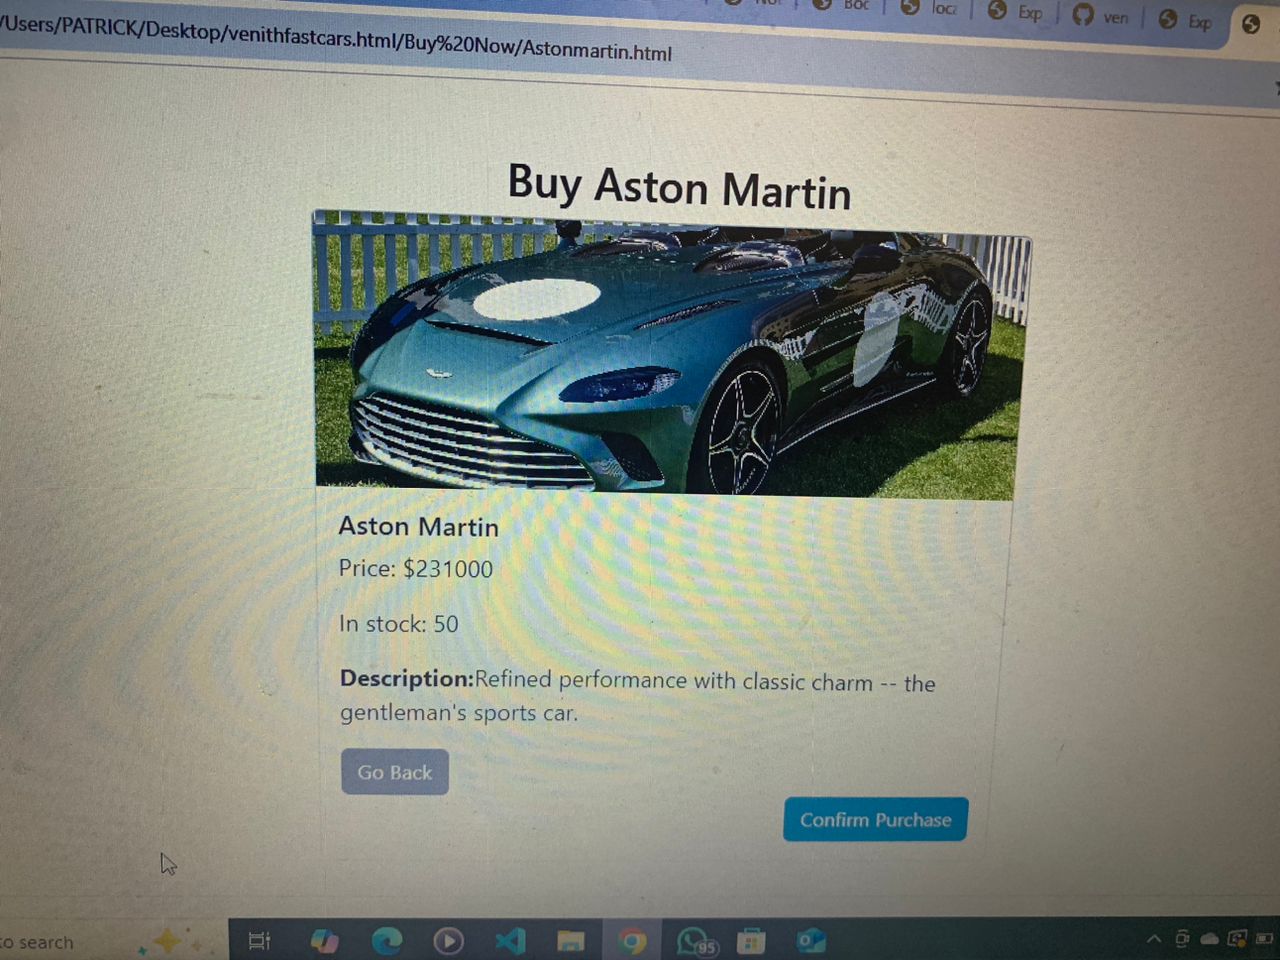 Boc
loca
Exp
ven
Exp
/Users/PATRICK/Desktop/venithfastcars.html/Buy%20Now/Astonmartin.html
Buy Aston Martin
Aston Martin
Price: $231000
In stock: 50
Description:Refined performance with classic charm -- the
gentleman's sports car.
Go Back
Confirm Purchase
to search
95